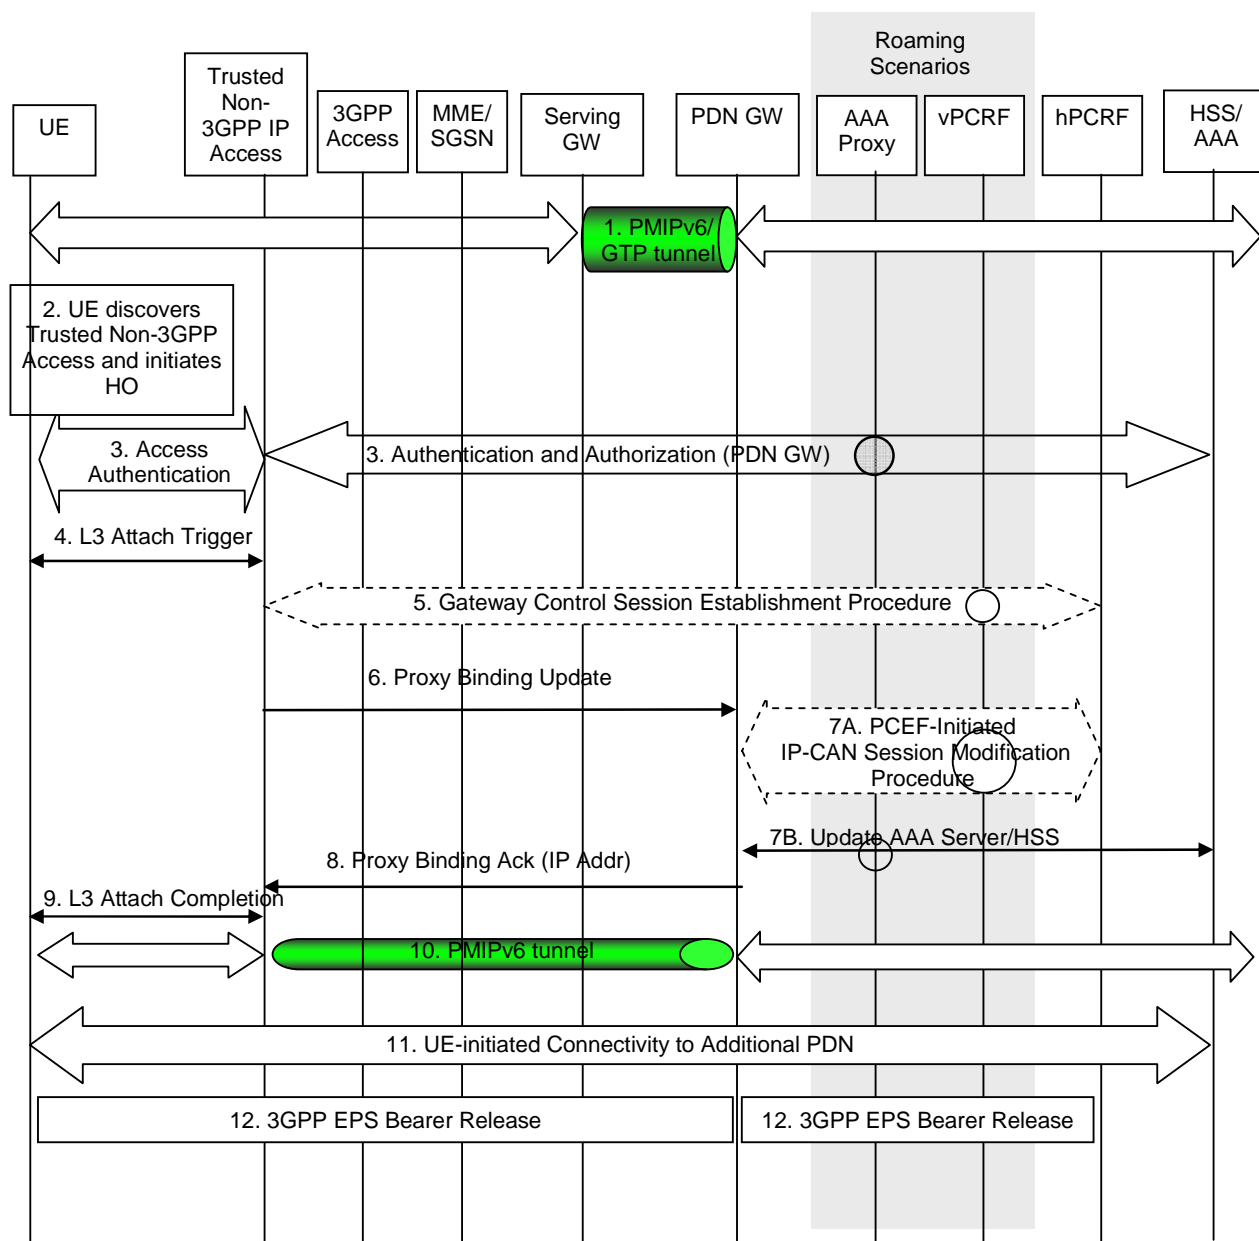 Roaming
Scenarios
UE
Trusted
Non-
3GPP IP
Access
3GPP
Access
MME/
SGSN
Serving
GW
PDN GW
AAA
Proxy
vPCRF
hPCRF
HSS/
AAA
1. PMIPv6/
GTP tunnel
2. UE discovers
Trusted Non-3GPP
Access and initiates
HO
3. Access
Authentication
3. Authentication and Authorization (PDN GW)
4. L3 Attach Trigger
5. Gateway Control Session Establishment Procedure
6. Proxy Binding Update
7A. PCEF-Initiated
IP-CAN Session Modification
Procedure
7B. Update AAA Server/HSS
8. Proxy Binding Ack (IP Addr)
9. L3 Attach Completion
10. PMIPv6 tunnel
11. UE-initiated Connectivity to Additional PDN
12. 3GPP EPS Bearer Release
12. 3GPP EPS Bearer Release